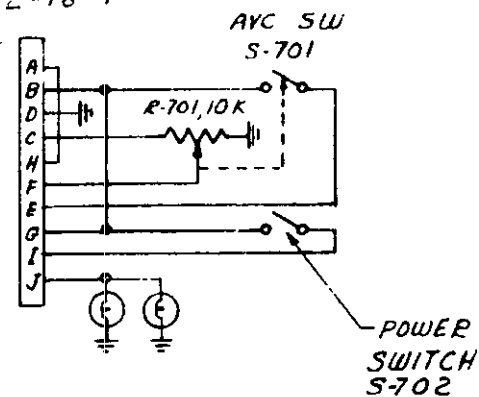 AVC SW
S-701
A
B
D
C
H
F
E
G
I
J
R-701, 10K
POWER
SWITCH
S-702